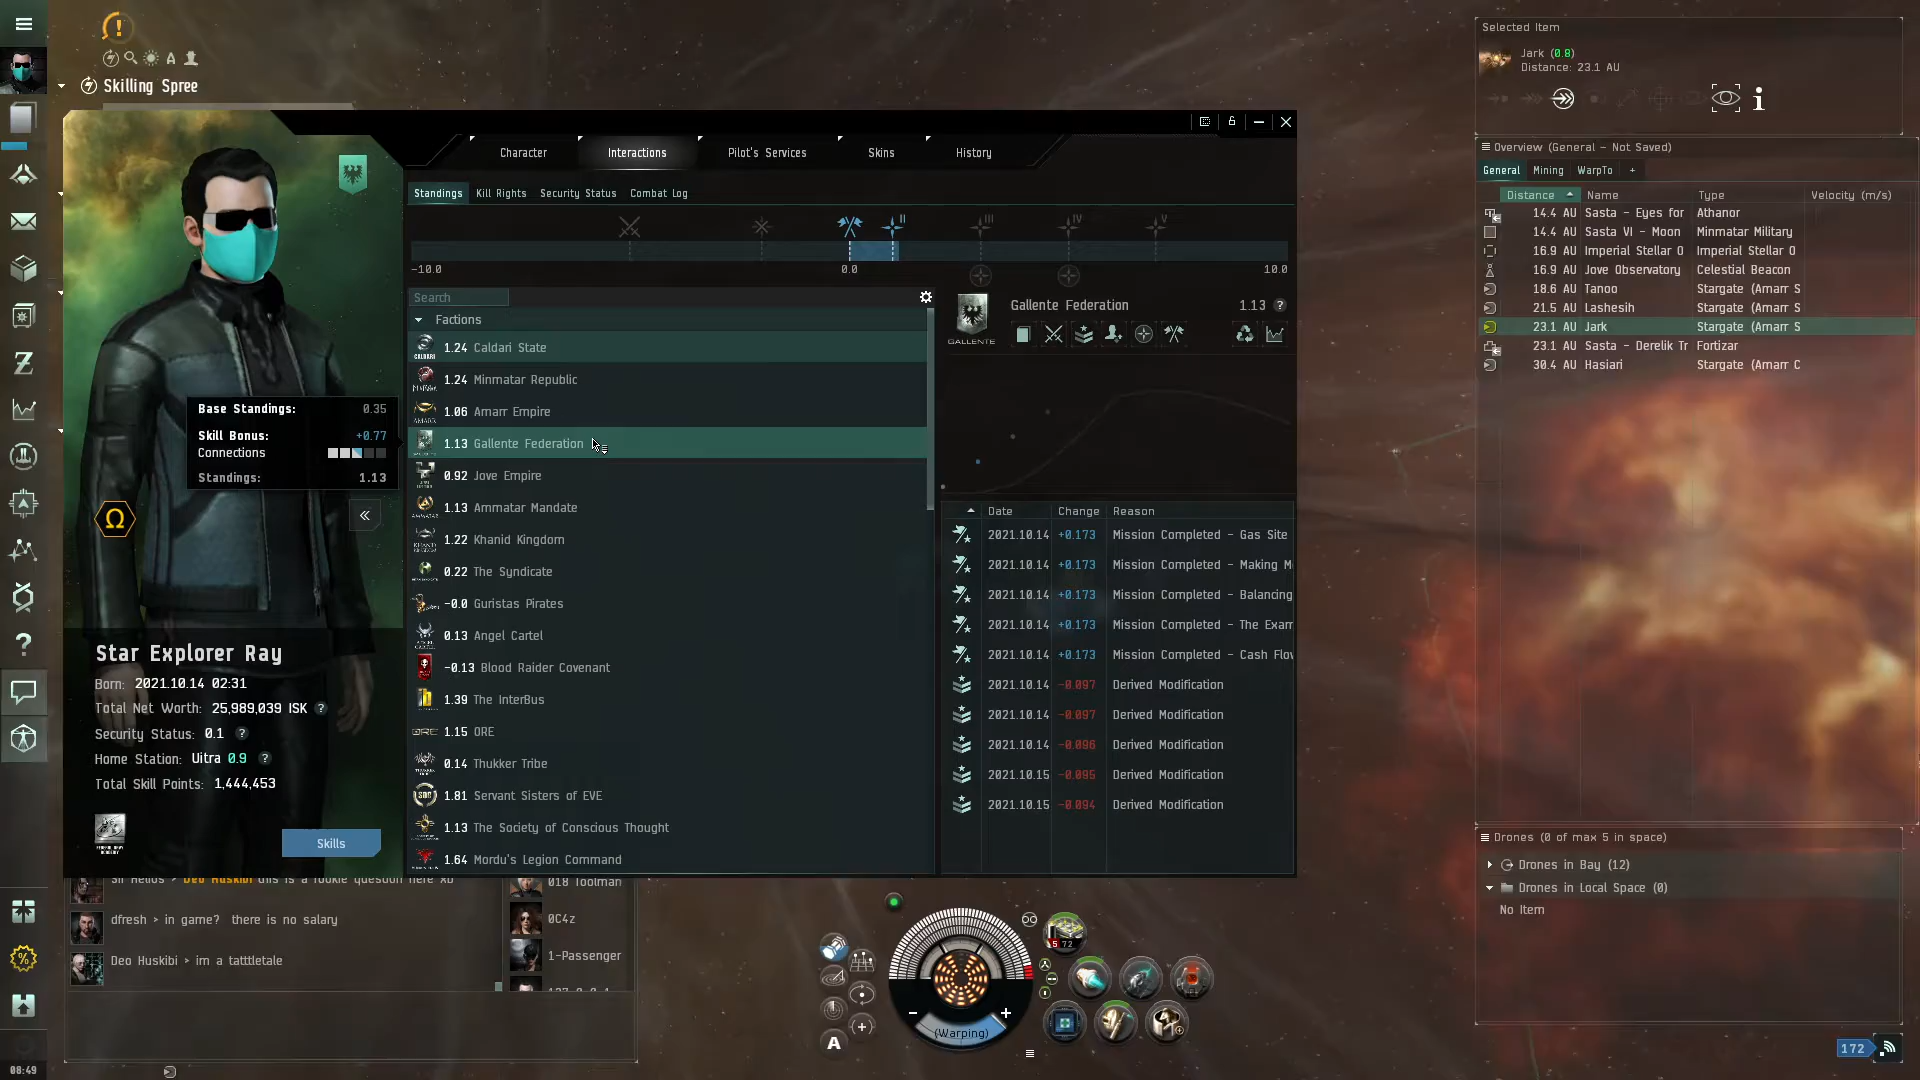 Skilling Spree
A
Character
Interactions
Pilot's Services
Skins
History
Standings
Kill Rights
Security Status
Combat Log
II
III
IV
V
-10.0
0.0
10.0
Search
Factions
1.24 Caldari State
1.24 Minmatar Republic
1.06 Amarr Empire
1.13 Gallente Federation
0.92 Jove Empire
1.13 Ammatar Mandate
1.22 Khanid Kingdom
0.22 The Syndicate
-0.0 Guristas Pirates
0.13 Angel Cartel
-0.13 Blood Raider Covenant
1.39 The InterBus
1.15 ORE
0.14 Thukker Tribe
1.81 Servant Sisters of EVE
1.13 The Society of Conscious Thought
1.64 Mordu's Legion Command
Base Standings: 0.35
Skill Bonus: +0.77
Connections
Standings: 1.13
Ω
Star Explorer Ray
Born: 2021.10.14 02:31
Total Net Worth: 25,989,039 ISK ?
Security Status: 0.1 ?
Home Station: Uitra 0.9 ?
Total Skill Points: 1,444,453
Skills
Gallente Federation 1.13 ?
GALLENTE
Date Change Reason
2021.10.14 +0.173 Mission Completed - Gas Site
2021.10.14 +0.173 Mission Completed - Making M
2021.10.14 +0.173 Mission Completed - Balancing
2021.10.14 +0.173 Mission Completed - The Exam
2021.10.14 +0.173 Mission Completed - Cash Flow
2021.10.14 -0.097 Derived Modification
2021.10.14 -0.097 Derived Modification
2021.10.14 -0.096 Derived Modification
2021.10.15 -0.095 Derived Modification
2021.10.15 -0.094 Derived Modification
Selected Item
Jark (0.8)
Distance: 23.1 AU
Overview (General - Not Saved)
General Mining WarpTo +
Distance Name Type Velocity (m/s)
14.4 AU Sasta - Eyes for Athanor
14.4 AU Sasta VI - Moon Minmatar Military
16.9 AU Imperial Stellar O Imperial Stellar O
16.9 AU Jove Observatory Celestial Beacon
18.6 AU Tanoo Stargate (Amarr S
21.5 AU Lashesih Stargate (Amarr S
23.1 AU Jark Stargate (Amarr S
23.1 AU Sasta - Derelik Tr Fortizar
30.4 AU Hasiari Stargate (Amarr C
Drones (0 of max 5 in space)
Drones in Bay (12)
Drones in Local Space (0)
No Item
Sir Helios > Deo Huskibi this is a rookie question here xo
dfresh > in game? there is no salary
Deo Huskibi > im a tatttletale
018 Toolman
0C4z
1-Passenger
5 72
(Warping)
A
172
08:49